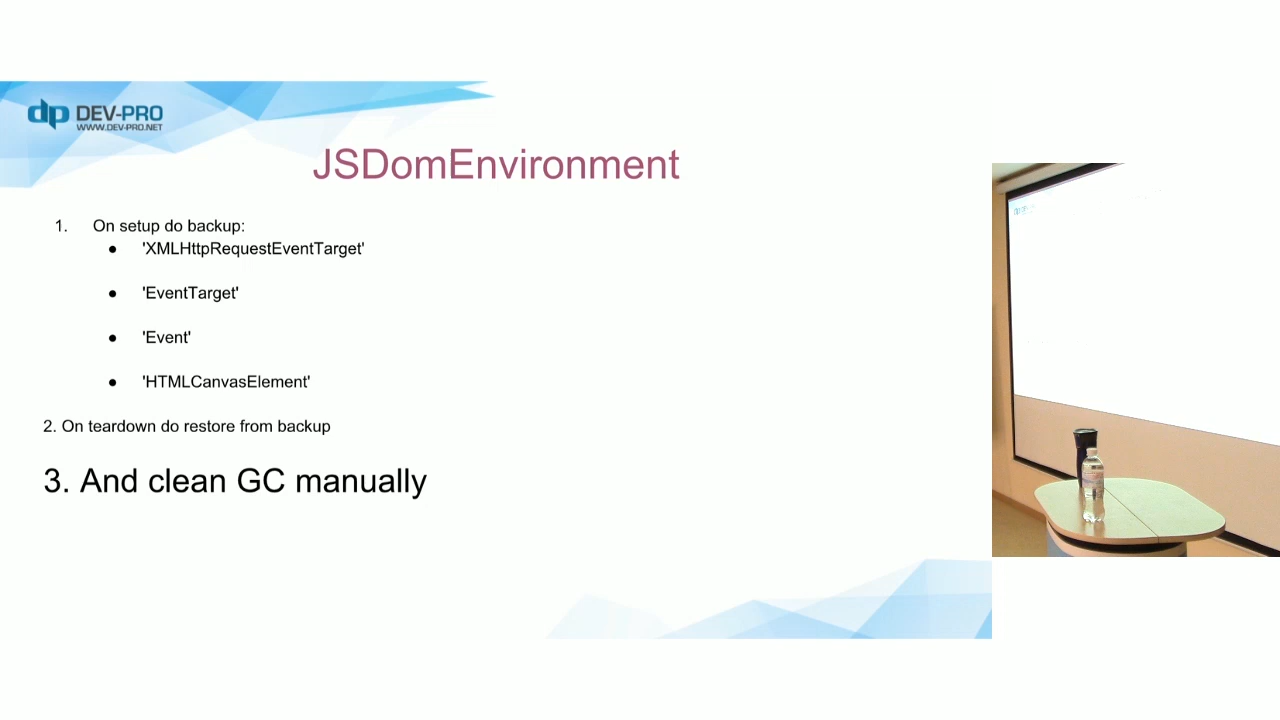 dp DEV-PRO
WWW.DEV-PRO.NET
JSDomEnvironment
1. On setup do backup:
● 'XMLHttpRequestEventTarget'
● 'EventTarget'
● 'Event'
● 'HTMLCanvasElement'
2. On teardown do restore from backup
3. And clean GC manually